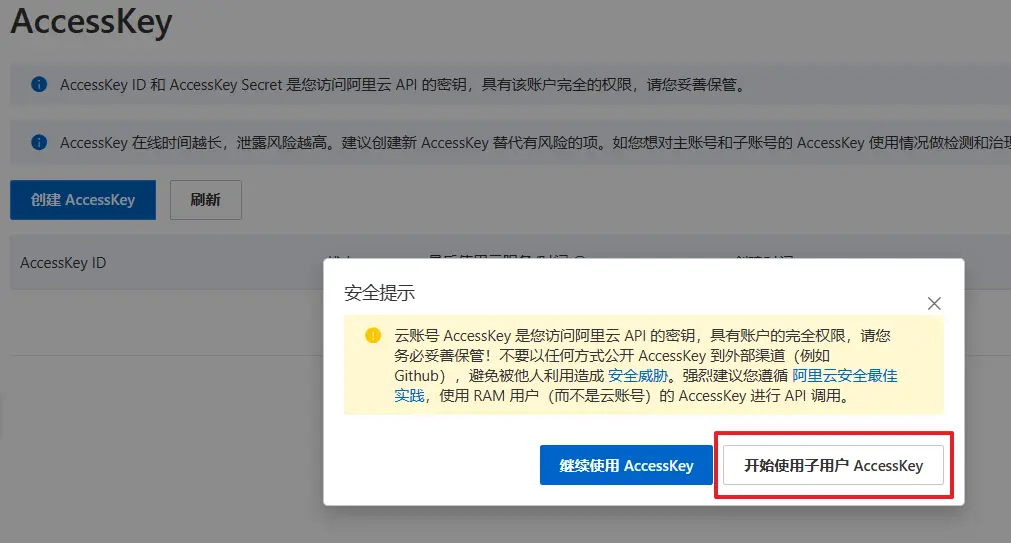 AccessKey
AccessKey ID 和 AccessKey Secret 是您访问阿里云 API 的密钥，具有该账户完全的权限，请您妥善保管。
AccessKey 在线时间越长，泄露风险越高。建议创建新 AccessKey 替代有风险的项。如您想对主账号和子账号的 AccessKey 使用情况做检测和治理
创建 AccessKey
刷新
AccessKey ID
安全提示
云账号 AccessKey 是您访问阿里云 API 的密钥，具有账户的完全权限，请您
务必妥善保管！不要以任何方式公开 AccessKey 到外部渠道（例如
Github），避免被他人利用造成 安全威胁。强烈建议您遵循 阿里云安全最佳
实践，使用 RAM 用户（而不是云账号）的 AccessKey 进行 API 调用。
继续使用 AccessKey
开始使用子用户 AccessKey